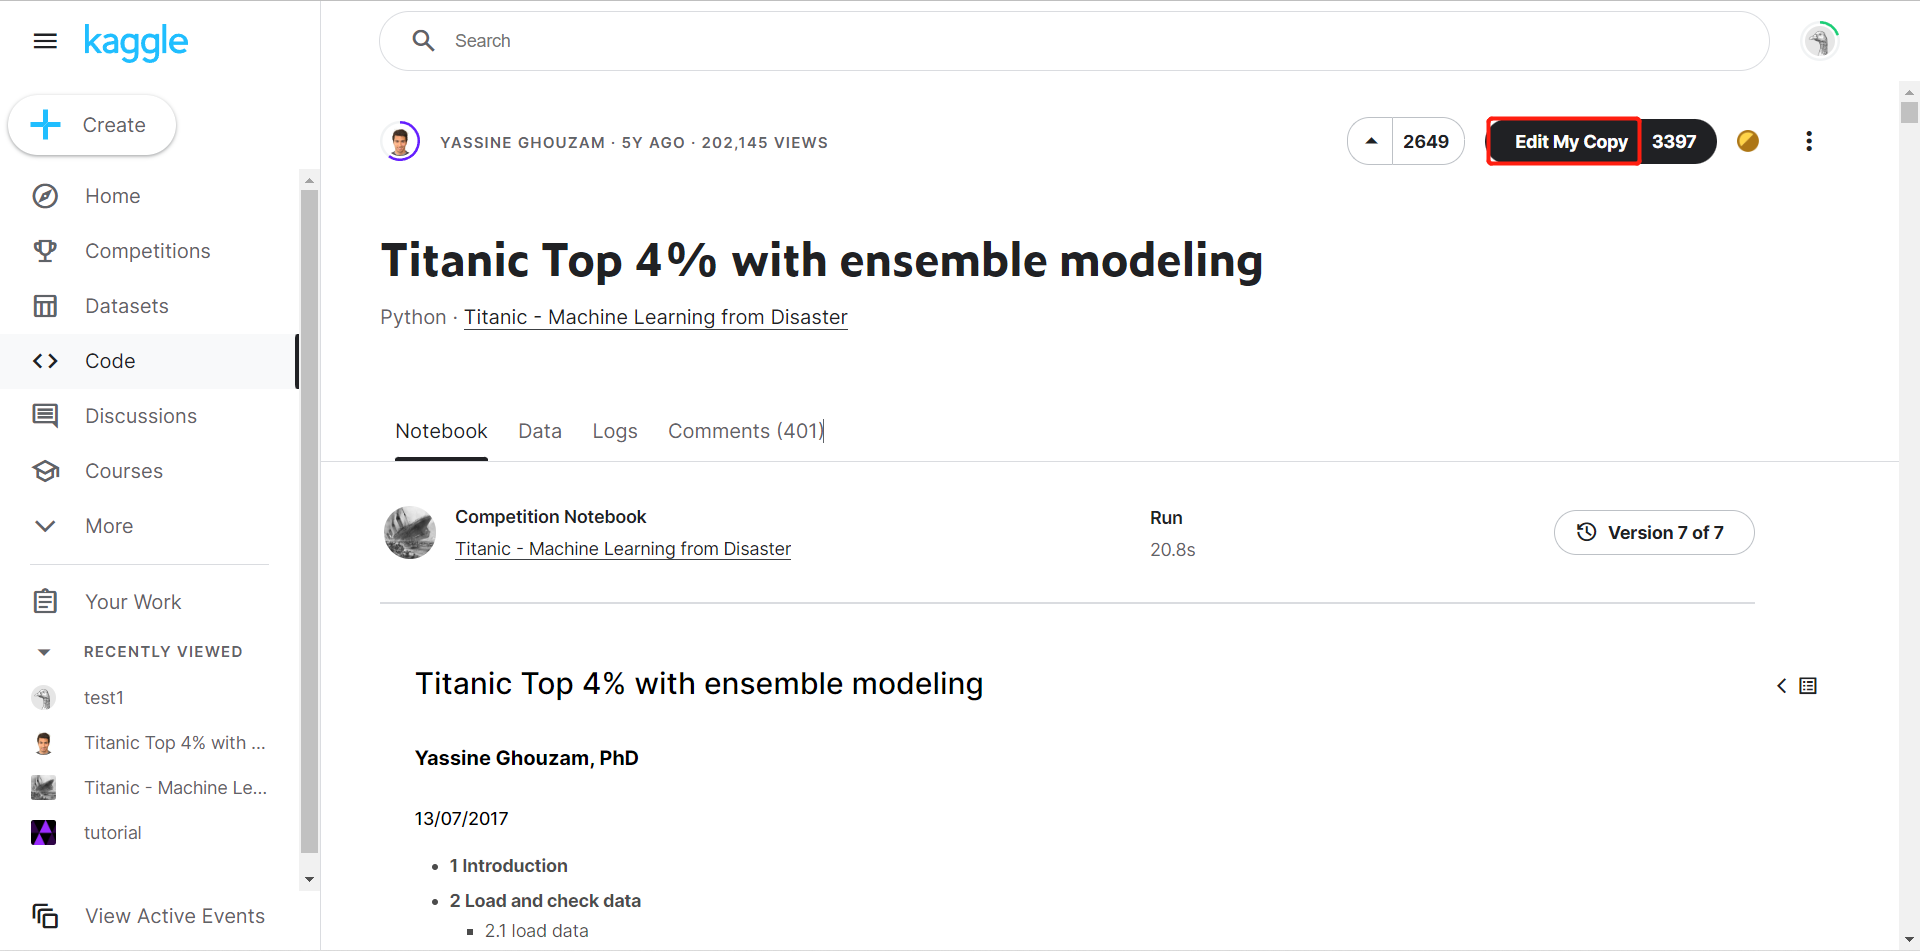 kaggle
Search
Create
Home
Competitions
Datasets
Code
Discussions
Courses
More
Your Work
RECENTLY VIEWED
test1
Titanic Top 4% with ...
Titanic - Machine Le...
tutorial
View Active Events
YASSINE GHOUZAM · 5Y AGO · 202,145 VIEWS
2649
Edit My Copy
3397
Titanic Top 4% with ensemble modeling
Python · Titanic - Machine Learning from Disaster
Notebook
Data
Logs
Comments (401)
Competition Notebook
Titanic - Machine Learning from Disaster
Run
20.8s
Version 7 of 7
Titanic Top 4% with ensemble modeling
Yassine Ghouzam, PhD
13/07/2017
• 1 Introduction
• 2 Load and check data
▪ 2.1 load data